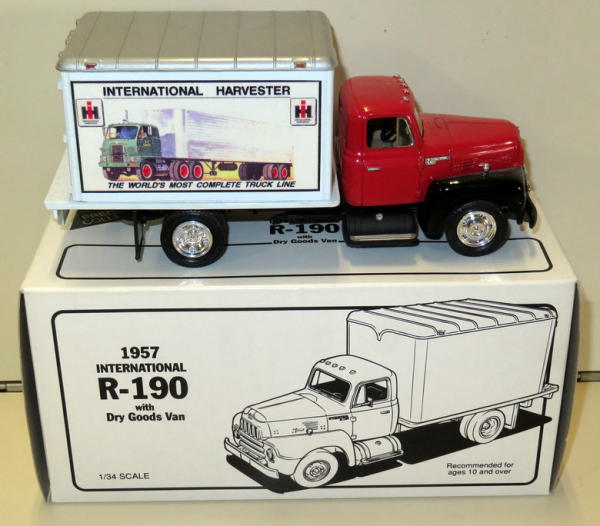 INTERNATIONAL HARVESTER
IH
IH
THE WORLD'S MOST COMPLETE TRUCK LINE
R-190
with
Dry Goods Van
1957
INTERNATIONAL
R-190
with
Dry Goods Van
1/34 SCALE
Recommended for
ages 10 and over